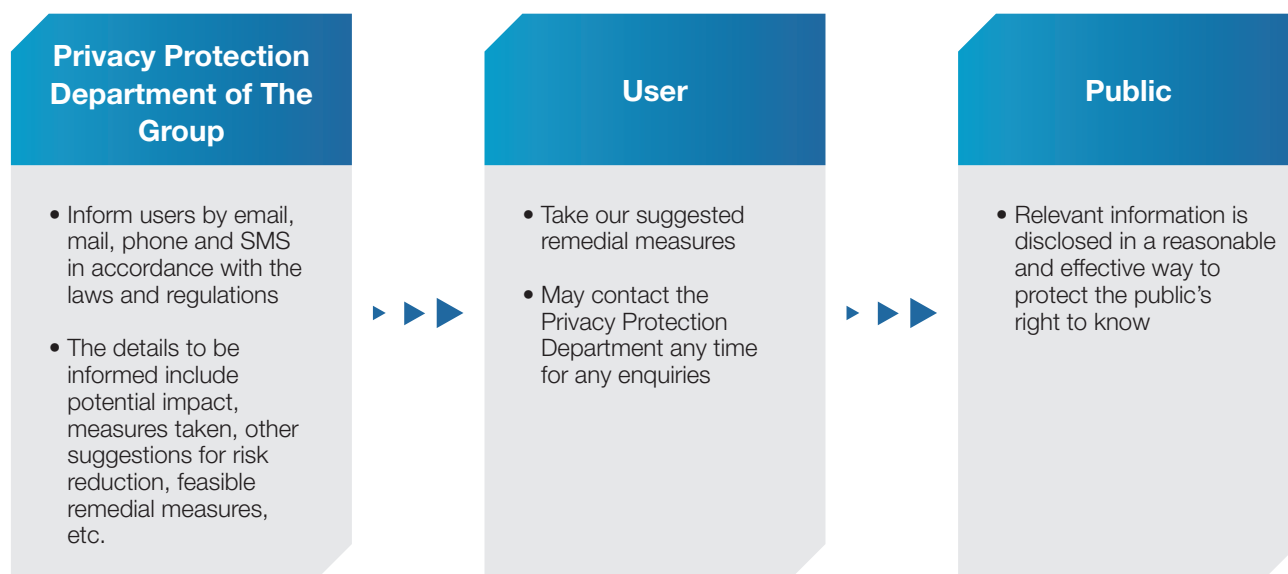 Privacy Protection
Department of The
Group
• Inform users by email,
mail, phone and SMS
in accordance with the
laws and regulations
• The details to be
informed include
potential impact,
measures taken, other
suggestions for risk
reduction, feasible
remedial measures,
etc.
User
• Take our suggested
remedial measures
• May contact the
Privacy Protection
Department any time
for any enquiries
Public
• Relevant information is
disclosed in a reasonable
and effective way to
protect the public’s
right to know